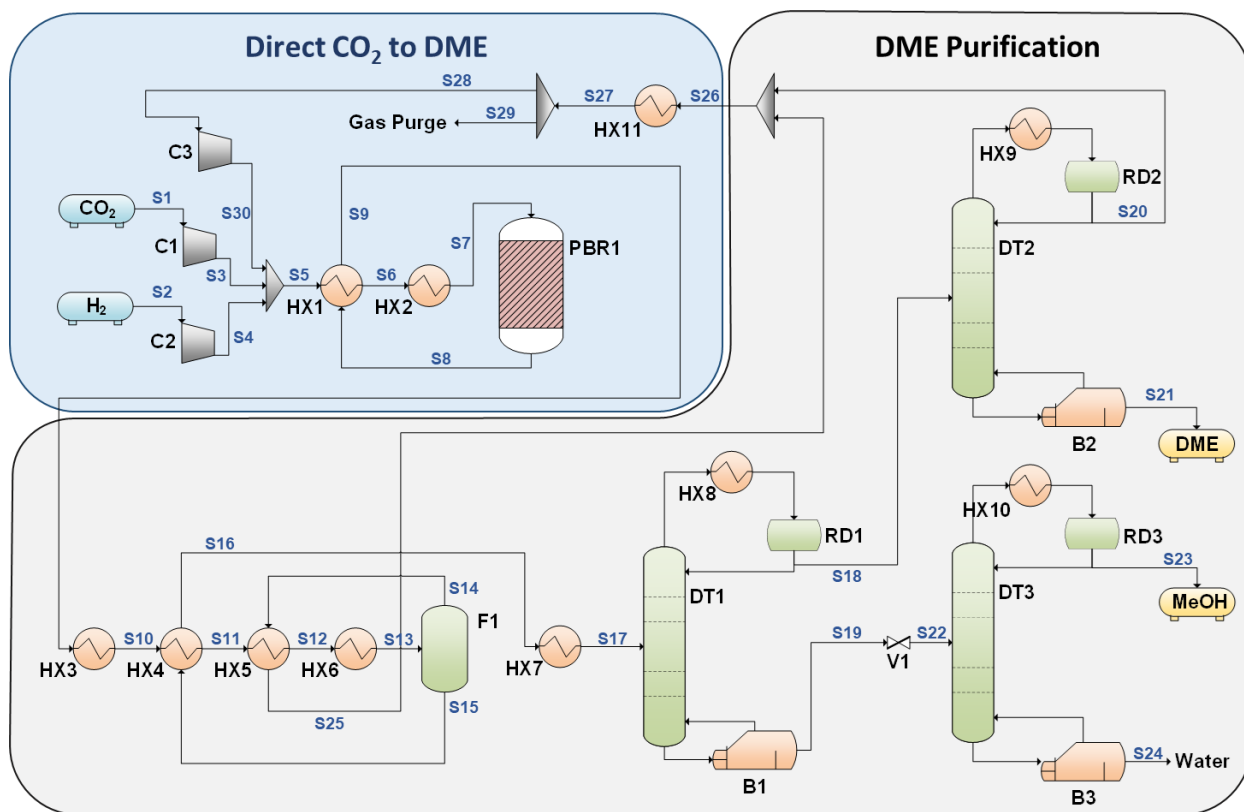 Direct CO₂ to DME
DME Purification
S28
S27
S26
Gas Purge
S29
HX11
C3
HX9
RD2
S20
CO₂
S1
S30
S9
S7
PBR1
DT2
C1
S3
S5
S6
HX1
HX2
H₂
S2
C2
S4
S8
S21
B2
DME
HX8
HX10
RD3
S16
RD1
S18
S23
MeOH
DT1
DT3
S14
F1
S10
S11
S12
S13
S17
S19
S22
HX3
HX4
HX5
HX6
HX7
V1
S25
S15
B1
S24
Water
B3